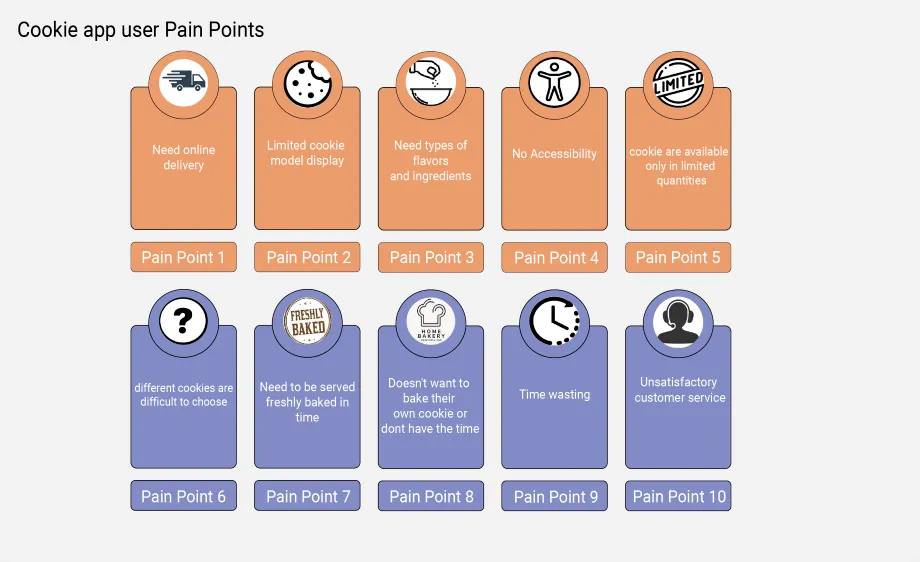 Cookie app user Pain Points
LIMITED
Need online
delivery
Limited cookie
model display
Need types of
flavors
and ingredients
No Accessibility
cookie are available
only in limited
quantities
Pain Point 1
Pain Point 2
Pain Point 3
Pain Point 4
Pain Point 5
?
FRESHLY
BAKED
HOME
BAKERY
different cookies are
difficult to choose
Need to be served
freshly baked in
time
Doesn't want to
bake their
own cookie or
dont have the time
Time wasting
Unsatisfactory
customer service
Pain Point 6
Pain Point 7
Pain Point 8
Pain Point 9
Pain Point 10